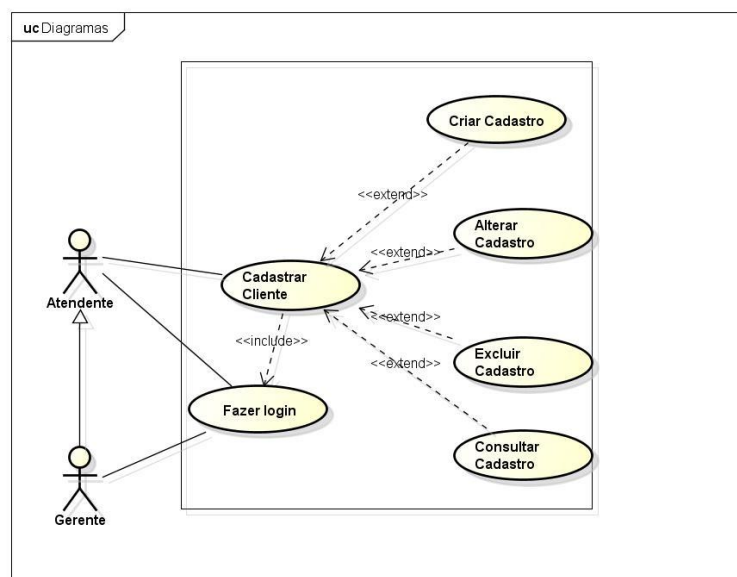 uc Diagramas
Criar Cadastro
<<extend>>
Alterar
Cadastro
<<extend>>
Atendente
Cadastrar
Cliente
<<extend>>
<<include>>
Excluir
Cadastro
<<extend>>
Fazer login
Consultar
Cadastro
Gerente